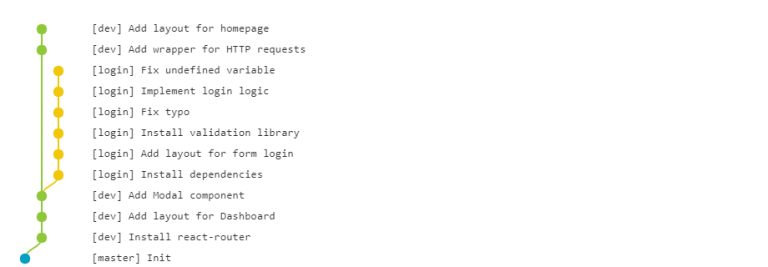 [dev] Add layout for homepage
[dev] Add wrapper for HTTP requests
[login] Fix undefined variable
[login] Implement login logic
[login] Fix typo
[login] Install validation library
[login] Add layout for form login
[login] Install dependencies
[dev] Add Modal component
[dev] Add layout for Dashboard
[dev] Install react-router
[master] Init